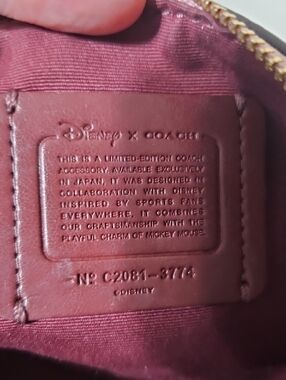 Disney × COACH
THIS IS A LIMITED-EDITION COACH
ACCESSORY AVAILABLE EXCLUSIVELY
IN JAPAN, IT WAS DESIGNED IN
COLLABORATION WITH DISNEY
INSPIRED BY SPORTS FANS
EVERYWHERE. IT COMBINES
OUR CRAFTSMANSHIP WITH THE
PLAYFUL CHARM OF MICKEY MOUSE.
Nº C2081-3774
©DISNEY